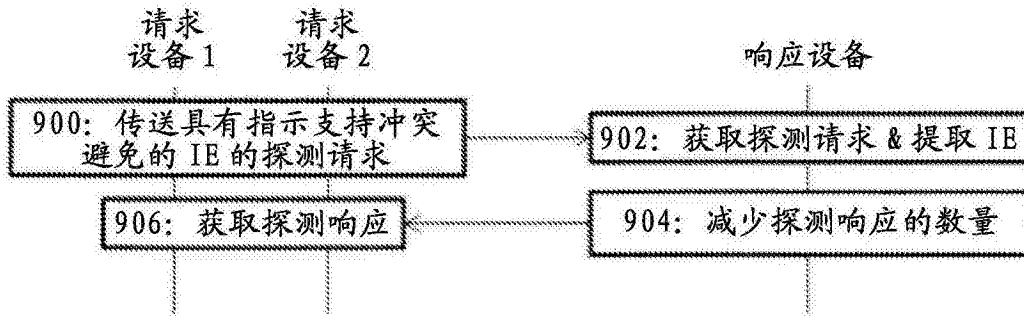 请求
设备 1
请求
设备 2
响应设备
900: 传送具有指示支持冲突
避免的 IE 的探测请求
902: 获取探测请求 & 提取 IE
906: 获取探测响应
904: 减少探测响应的数量